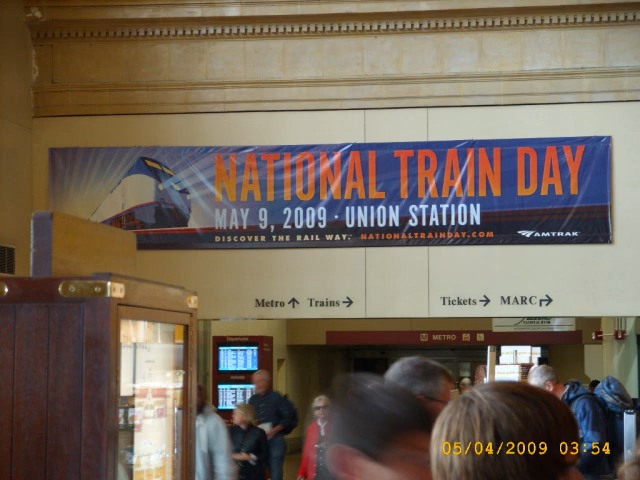 NATIONAL TRAIN DAY
MAY 9, 2009 · UNION STATION
DISCOVER THE RAIL WAY. NATIONALTRAINDAY.COM
AMTRAK
Metro ↑ Trains → Tickets → MARC ↱
METRO
Departures
05/04/2009 03:54